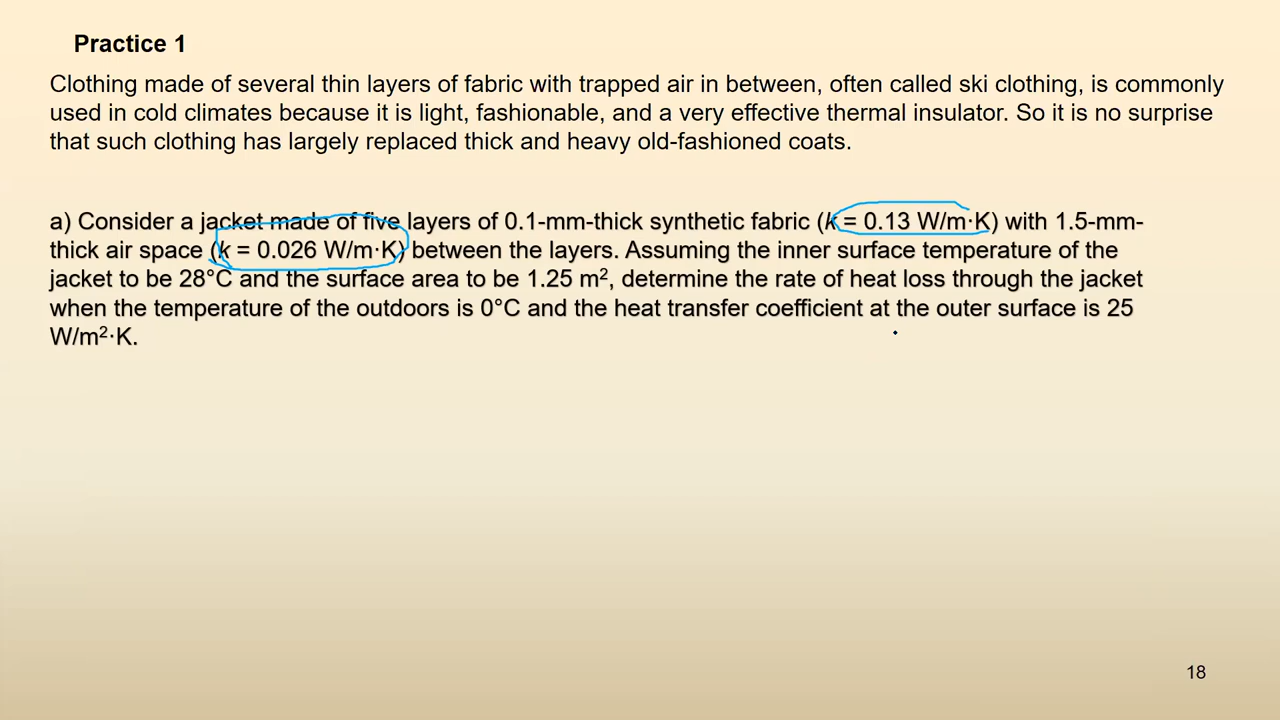 Practice 1
Clothing made of several thin layers of fabric with trapped air in between, often called ski clothing, is commonly
used in cold climates because it is light, fashionable, and a very effective thermal insulator. So it is no surprise
that such clothing has largely replaced thick and heavy old-fashioned coats.
a) Consider a jacket made of five layers of 0.1-mm-thick synthetic fabric (k = 0.13 W/m·K) with 1.5-mm-
thick air space (k = 0.026 W/m·K) between the layers. Assuming the inner surface temperature of the
jacket to be 28°C and the surface area to be 1.25 m², determine the rate of heat loss through the jacket
when the temperature of the outdoors is 0°C and the heat transfer coefficient at the outer surface is 25
W/m²·K.
18